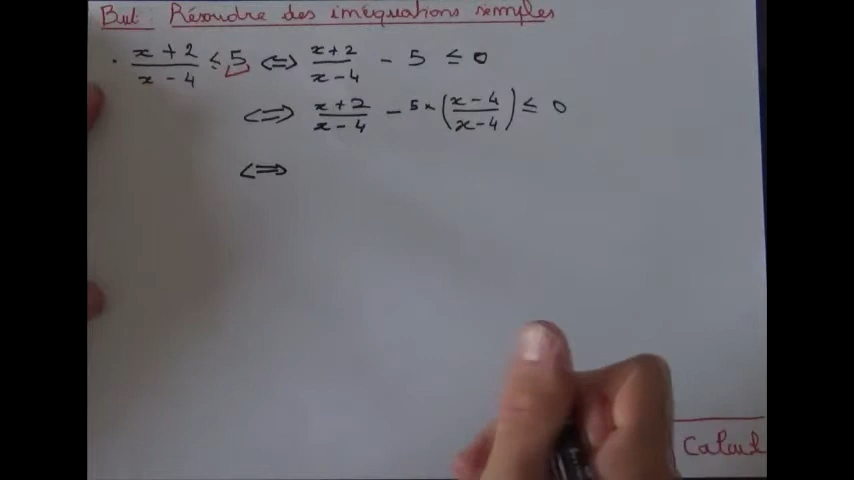 But: Résoudre des inéquations simples
• (x + 2)/(x - 4) ≤ 5 ⟺ (x + 2)/(x - 4) - 5 ≤ 0
⟺ (x + 2)/(x - 4) - 5 × ((x - 4)/(x - 4)) ≤ 0
⟺
Calcul